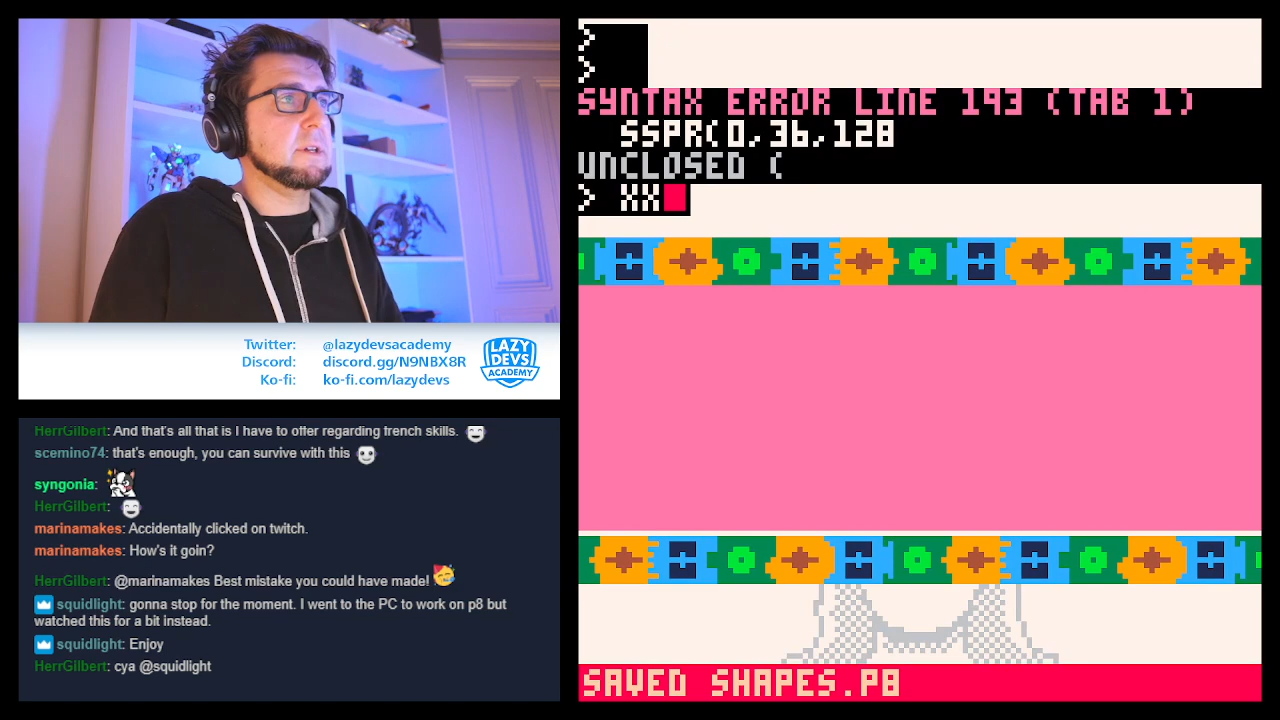 Twitter: @lazydevsacademy
Discord: discord.gg/N9NBX8R
Ko-fi: ko-fi.com/lazydevs
LAZY
DEVS
ACADEMY
HerrGilbert: And that's all that is I have to offer regarding french skills.
scemino74: that's enough, you can survive with this
syngonia:
HerrGilbert:
marinamakes: Accidentally clicked on twitch.
marinamakes: How's it goin?
HerrGilbert: @marinamakes Best mistake you could have made!
squidlight: gonna stop for the moment. I went to the PC to work on p8 but
watched this for a bit instead.
squidlight: Enjoy
HerrGilbert: cya @squidlight
>
>
SYNTAX ERROR LINE 193 (TAB 1)
SSPR(0,36,128
UNCLOSED (
> XX
SAVED SHAPES.P8